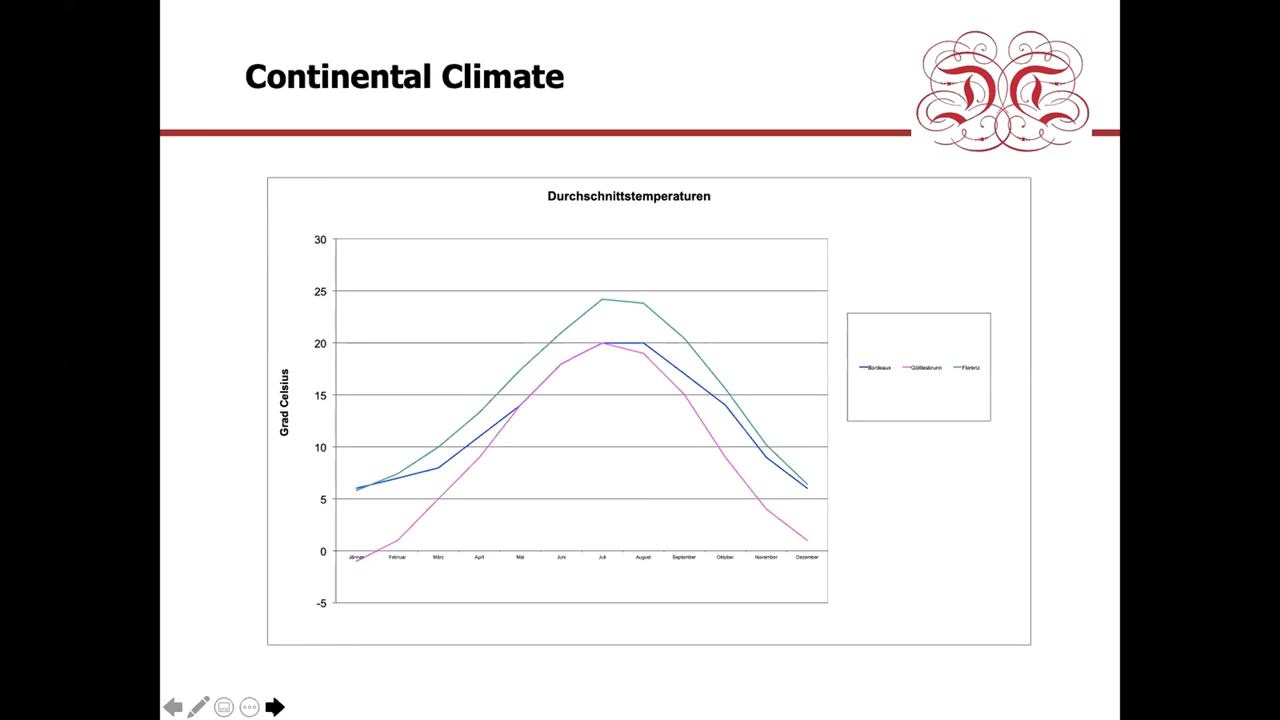 Continental Climate
Durchschnittstemperaturen
30
25
20
15
10
5
0
-5
Grad Celsius
Jänner Februar März April Mai Juni Juli August September Oktober November Dezember
Bordeaux Göttlesbrunn Florenz